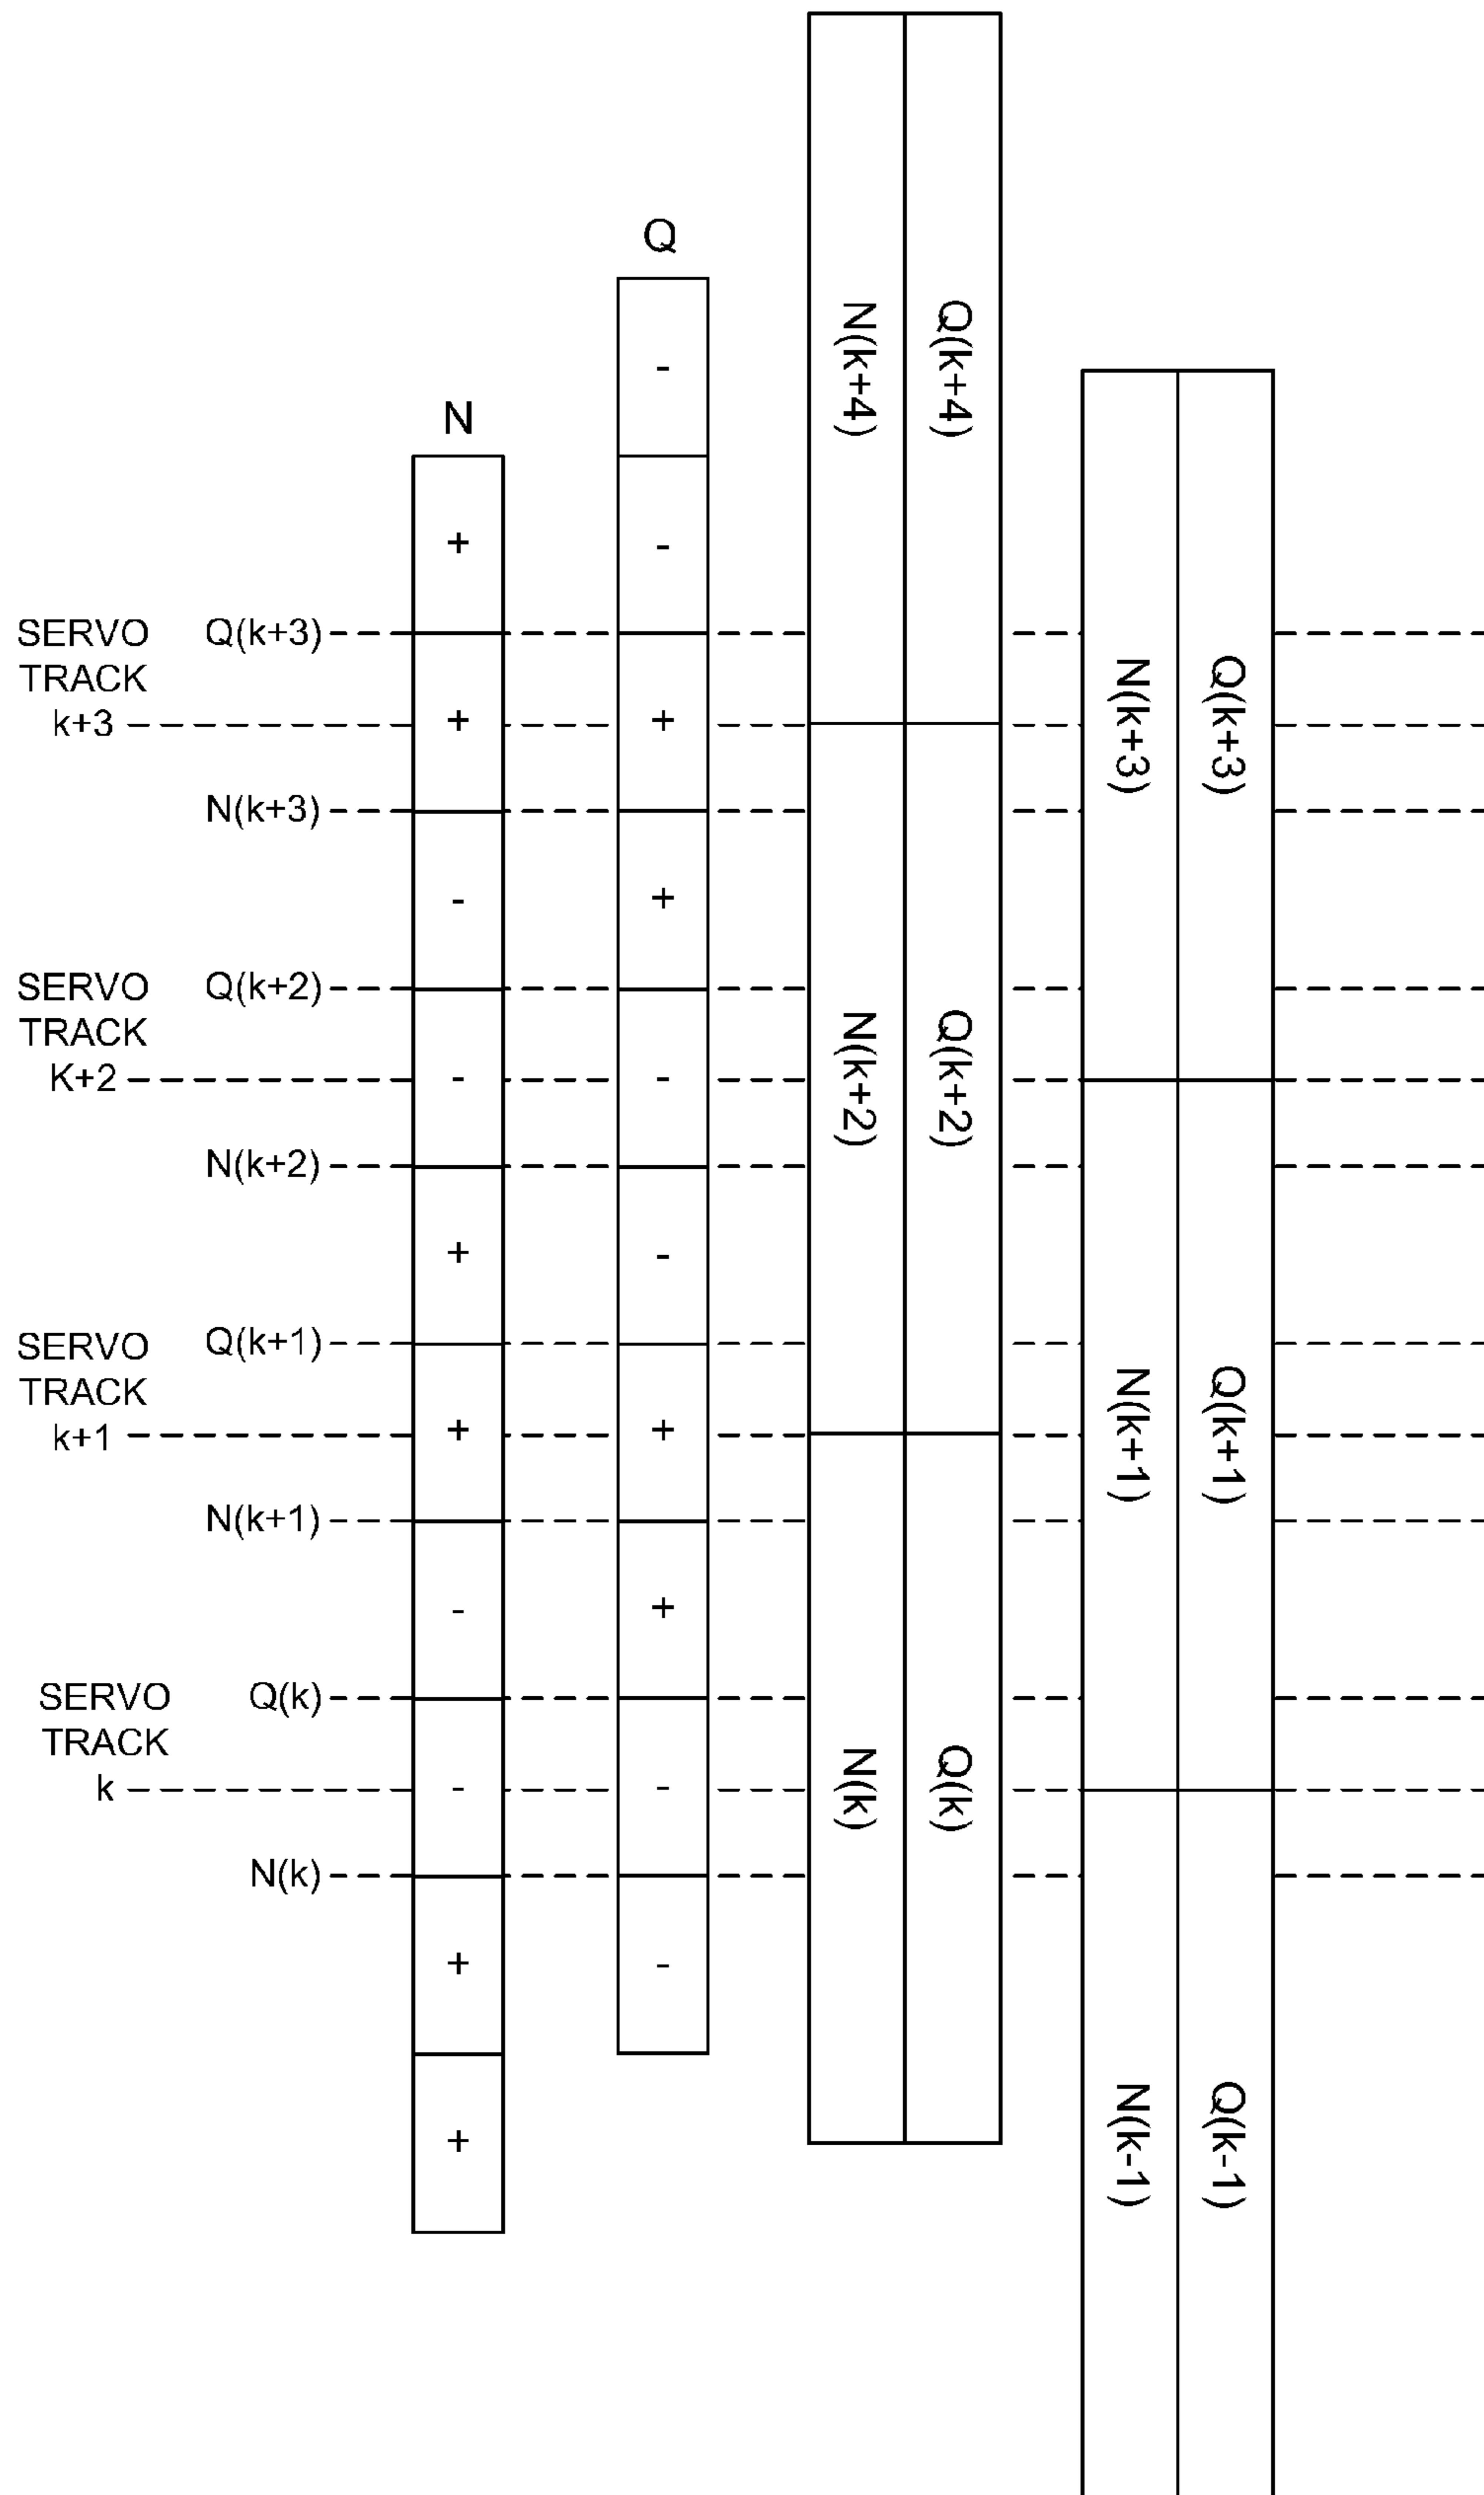 Q
N
N(k+4)
Q(k+4)
-
+
-
SERVO
TRACK
k+3
Q(k+3)
+
+
N(k+3)
N(k+3)
Q(k+3)
-
+
SERVO
TRACK
K+2
Q(k+2)
-
-
N(k+2)
N(k+2)
Q(k+2)
+
-
SERVO
TRACK
k+1
Q(k+1)
+
+
N(k+1)
N(k+1)
Q(k+1)
-
+
SERVO
TRACK
k
Q(k)
-
-
N(k)
N(k)
Q(k)
+
-
+
N(k-1)
Q(k-1)